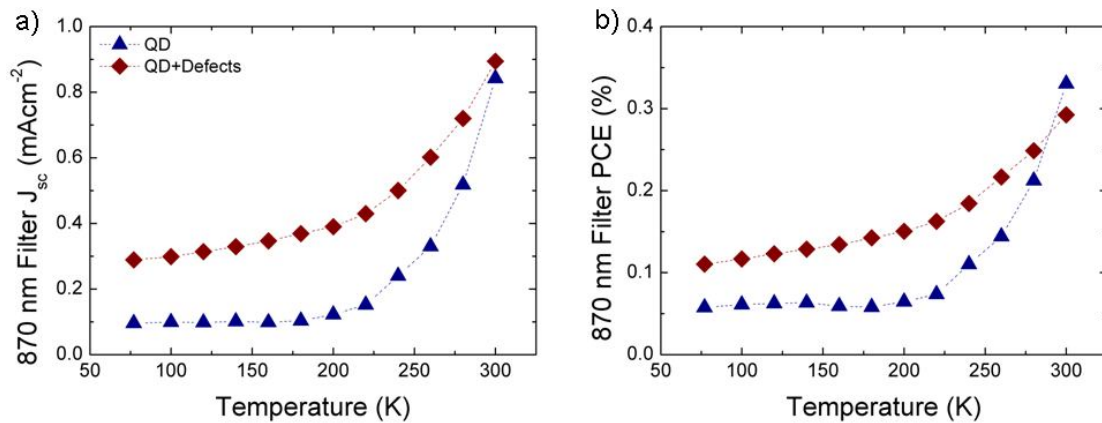 a)
870 nm Filter Jsc (mAcm-2)
1.0
0.8
0.6
0.4
0.2
0.0
QD
QD+Defects
50 100 150 200 250 300
Temperature (K)
b)
870 nm Filter PCE (%)
0.4
0.3
0.2
0.1
0.0
50 100 150 200 250 300
Temperature (K)